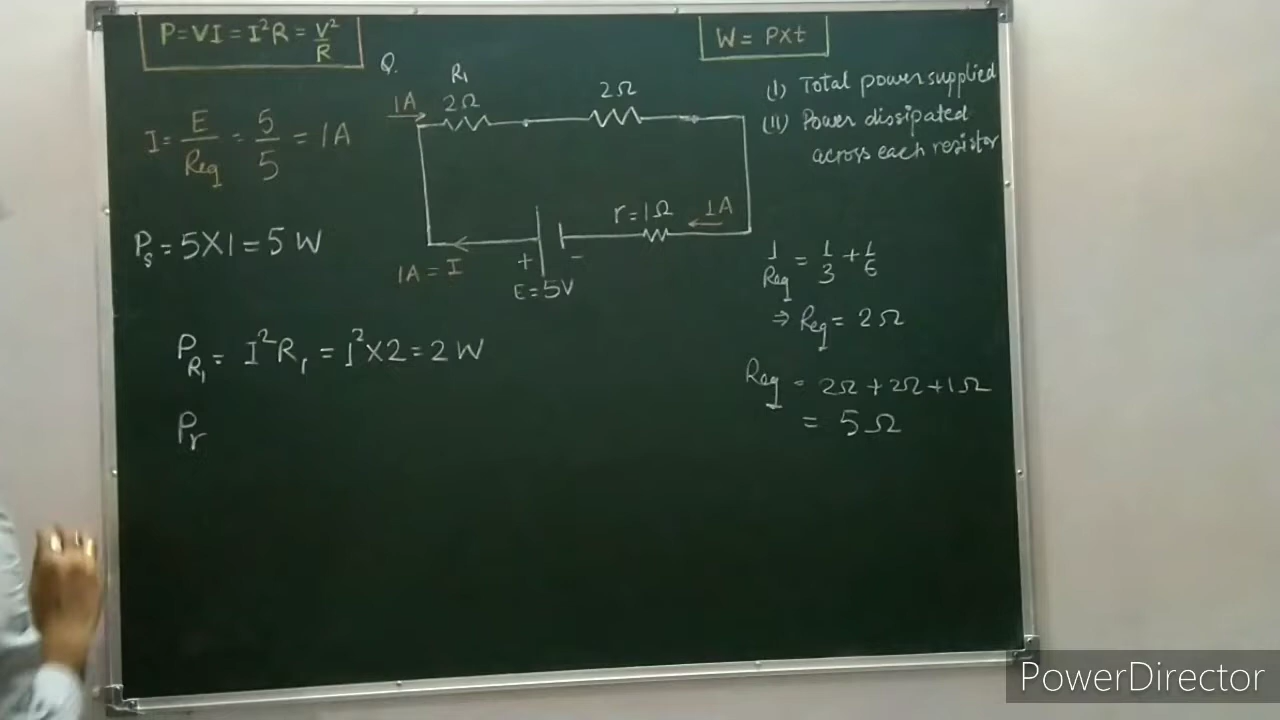 P = VI = I²R = V²/R
W = P×t
Q.
R₁
2Ω
2Ω
1A
(I) Total power supplied
(II) Power dissipated
across each resistor
I = E/Req = 5/5 = 1A
r = 1Ω
1A
Pₛ = 5×1 = 5 W
1A = I
+
-
E = 5V
1/Req = 1/3 + 1/6
⇒ Req = 2Ω
P_R₁ = I²R₁ = 1²×2 = 2 W
Req = 2Ω + 2Ω + 1Ω
= 5Ω
Pᵣ
PowerDirector